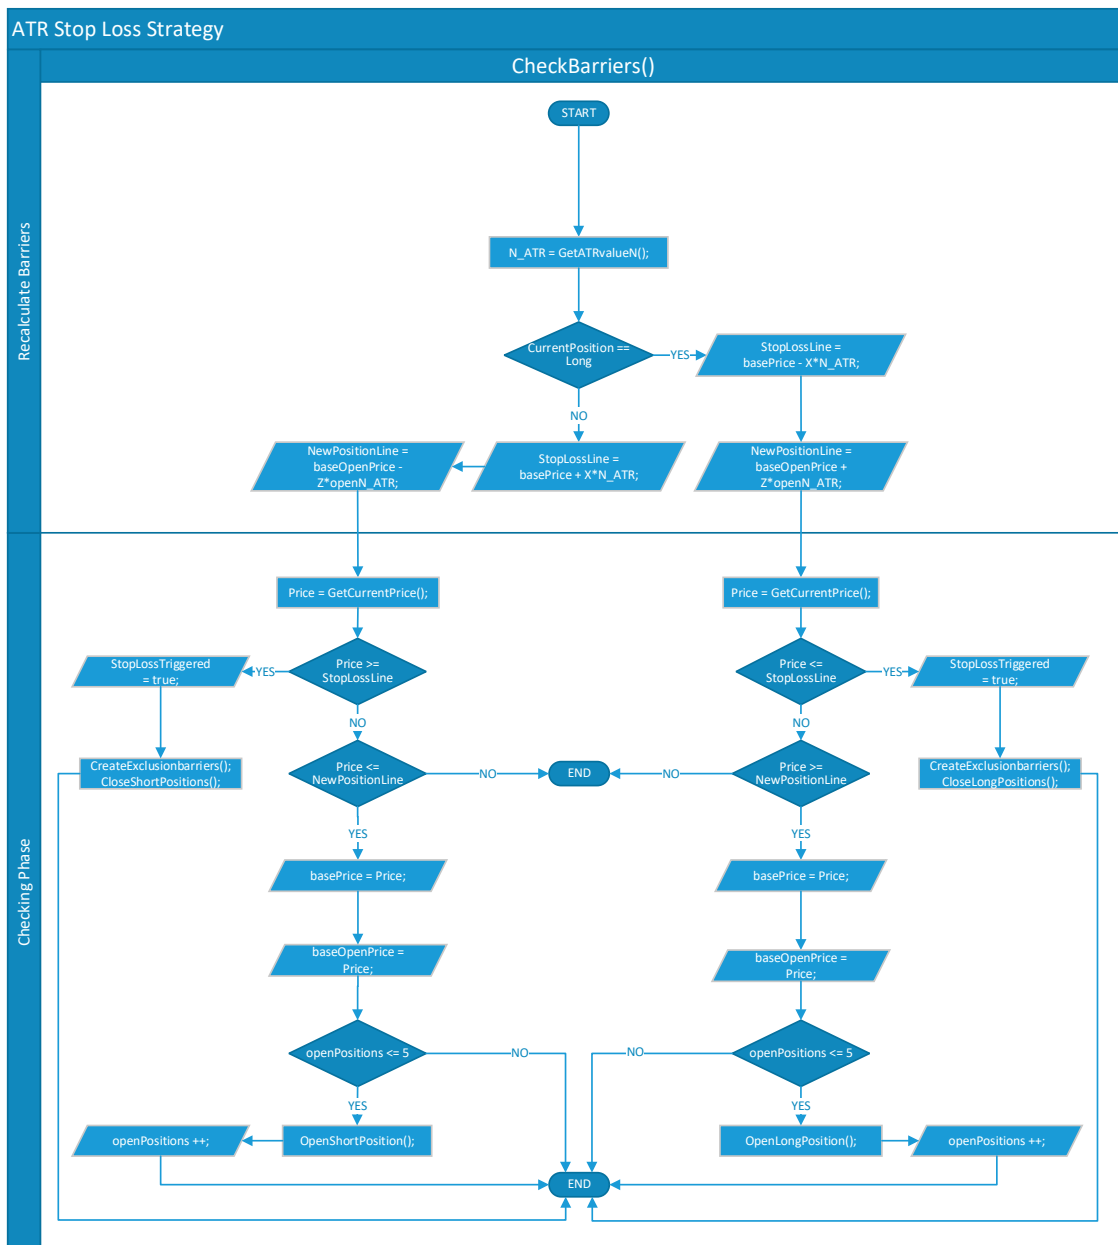 ATR Stop Loss Strategy
CheckBarriers()
Recalculate Barriers
START
N_ATR = GetATRvalueN();
CurrentPosition ==
Long
YES
StopLossLine =
basePrice - X*N_ATR;
NO
NewPositionLine =
baseOpenPrice -
Z*openN_ATR;
StopLossLine =
basePrice + X*N_ATR;
NewPositionLine =
baseOpenPrice +
Z*openN_ATR;
Checking Phase
Price = GetCurrentPrice();
Price = GetCurrentPrice();
StopLossTriggered
= true;
YES
Price >=
StopLossLine
Price <=
StopLossLine
YES
StopLossTriggered
= true;
NO
NO
CreateExclusionbarriers();
CloseShortPositions();
Price <=
NewPositionLine
NO
END
NO
Price >=
NewPositionLine
CreateExclusionbarriers();
CloseLongPositions();
YES
YES
basePrice = Price;
basePrice = Price;
baseOpenPrice =
Price;
baseOpenPrice =
Price;
openPositions <= 5
NO
NO
openPositions <= 5
YES
YES
openPositions ++;
OpenShortPosition();
OpenLongPosition();
openPositions ++;
END